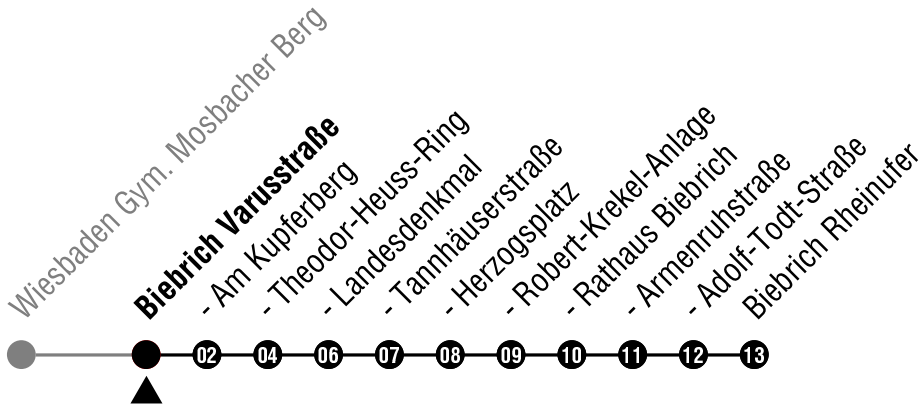 Wiesbaden Gym. Mosbacher Berg
Biebrich Varusstraße
- Am Kupferberg
- Theodor-Heuss-Ring
- Landesdenkmal
- Tannhäuserstraße
- Herzogsplatz
- Robert-Krekel-Anlage
- Rathaus Biebrich
- Armenruhstraße
- Adolf-Todt-Straße
Biebrich Rheinufer
02 04 06 07 08 09 10 11 12 13